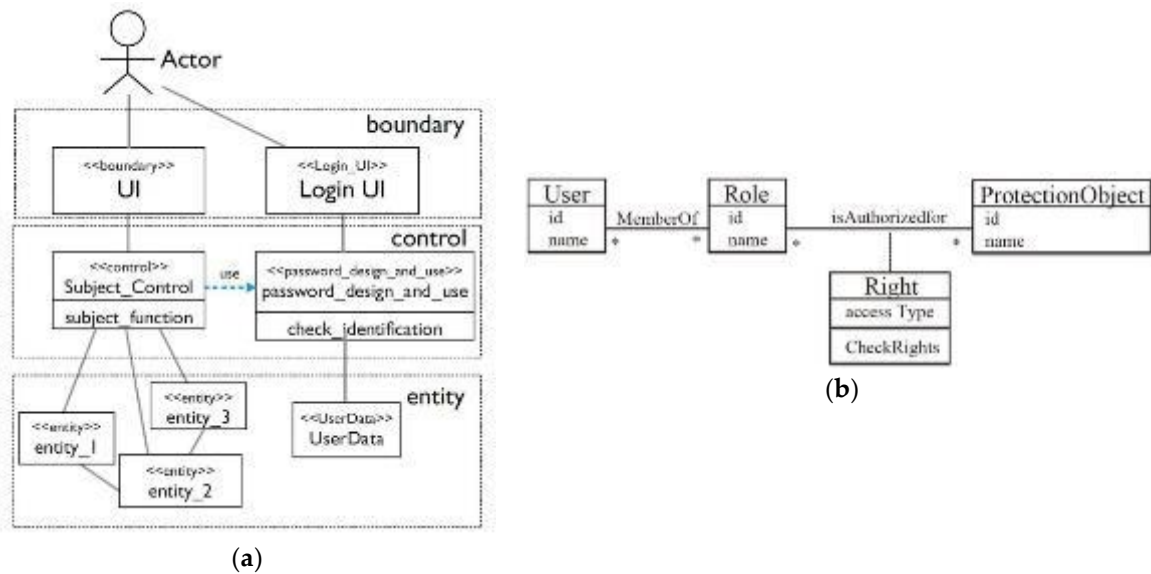 Actor
boundary
<<boundary>>
UI
<<Login_UI>>
Login UI
control
<<control>>
Subject_Control
subject_function
use
<<password_design_and_use>>
password_design_and_use
check_identification
entity
<<entity>>
entity_1
<<entity>>
entity_3
<<entity>>
entity_2
<<UserData>>
UserData
(a)
User
id
name
MemberOf
*
*
Role
id
name
isAuthorizedfor
*
*
ProtectionObject
id
name
Right
access Type
CheckRights
(b)